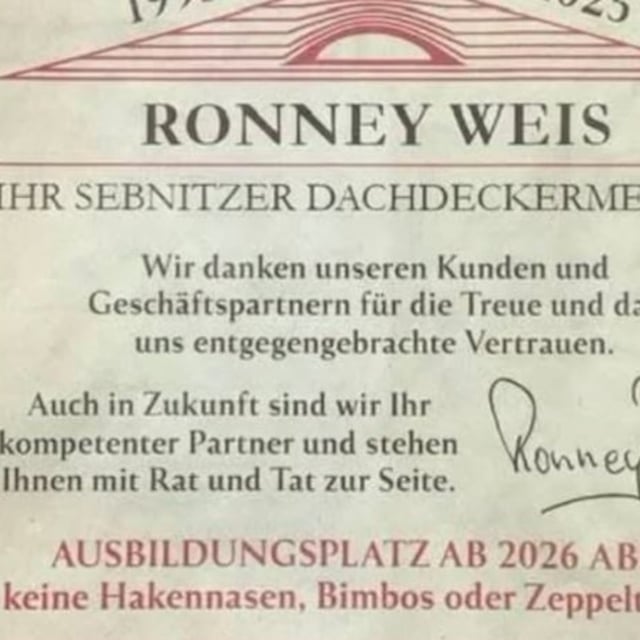 RONNEY WEIS
IHR SEBNITZER DACHDECKERME
Wir danken unseren Kunden und
Geschäftspartnern für die Treue und da
uns entgegengebrachte Vertrauen.
Auch in Zukunft sind wir Ihr
kompetenter Partner und stehen
Ihnen mit Rat und Tat zur Seite.
Ronney
AUSBILDUNGSPLATZ AB 2026 AB
keine Hakennasen, Bimbos oder Zeppelt